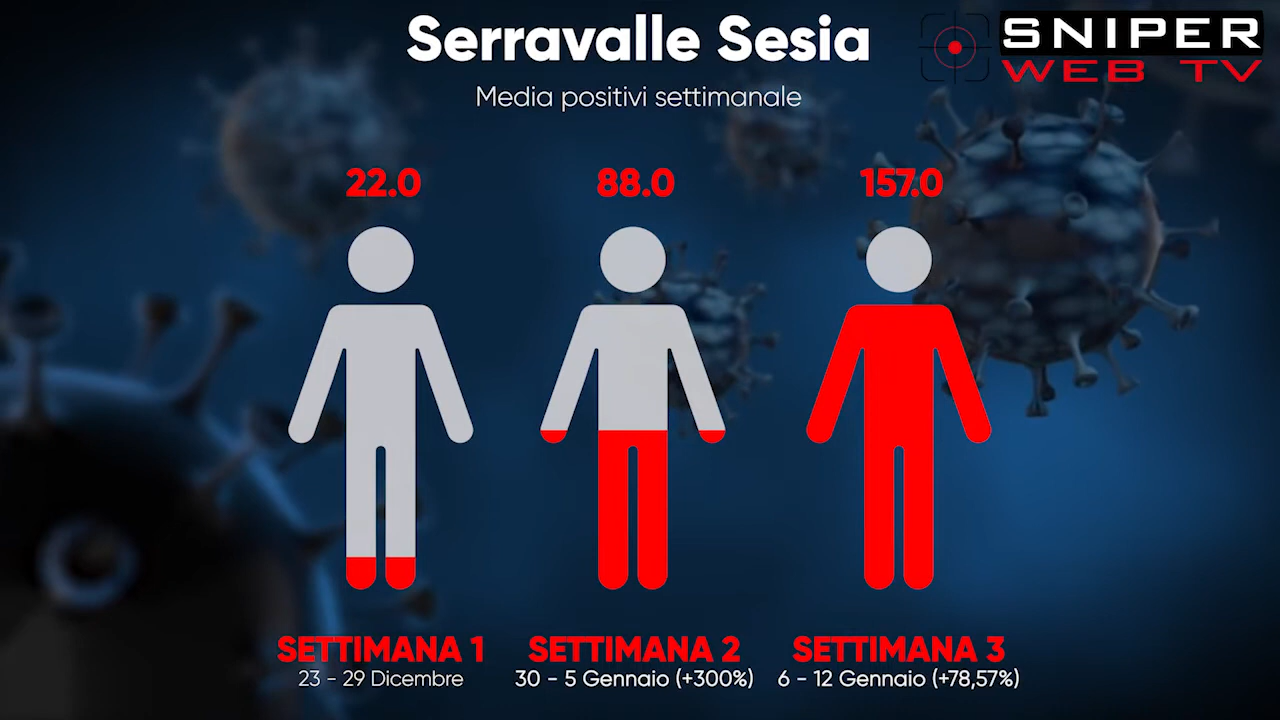 Serravalle Sesia
SNIPER
WEB TV
Media positivi settimanale
22.0 88.0 157.0
SETTIMANA 1 SETTIMANA 2 SETTIMANA 3
23 - 29 Dicembre 30 - 5 Gennaio (+300%) 6 - 12 Gennaio (+78,57%)